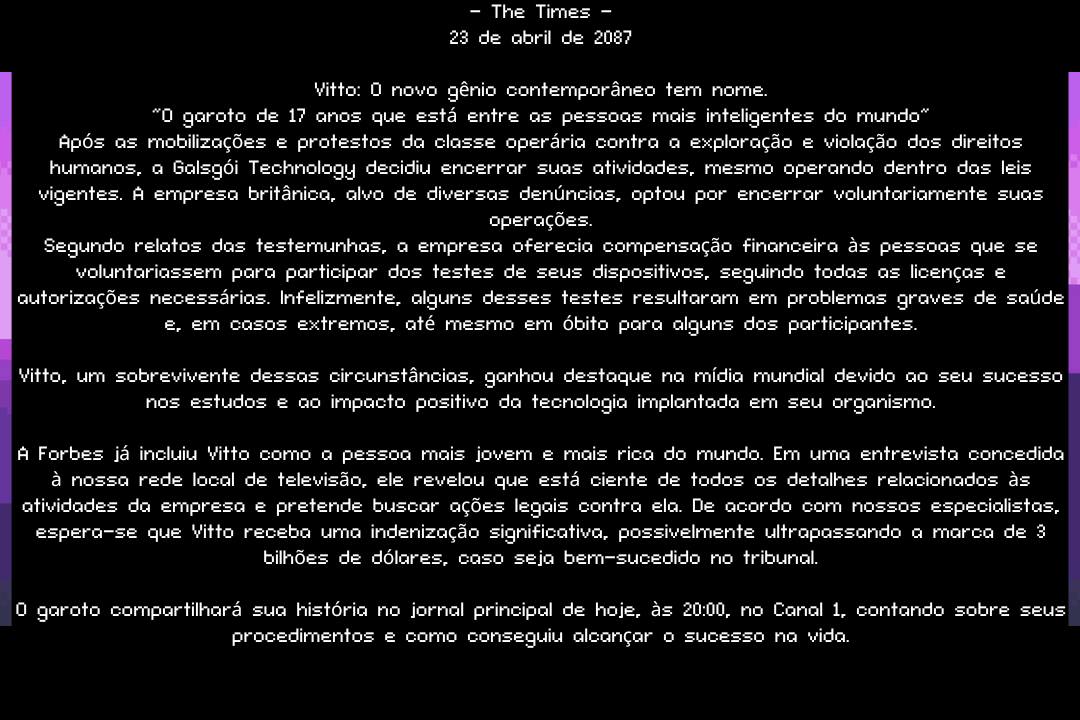 - The Times -
23 de abril de 2087
Vitto: O novo gênio contemporâneo tem nome.
"O garoto de 17 anos que está entre as pessoas mais inteligentes do mundo"
Após as mobilizações e protestos da classe operária contra a exploração e violação dos direitos
humanos, a Galsgói Technology decidiu encerrar suas atividades, mesmo operando dentro das leis
vigentes. A empresa britânica, alvo de diversas denúncias, optou por encerrar voluntariamente suas
operações.
Segundo relatos das testemunhas, a empresa oferecia compensação financeira às pessoas que se
voluntariassem para participar dos testes de seus dispositivos, seguindo todas as licenças e
autorizações necessárias. Infelizmente, alguns desses testes resultaram em problemas graves de saúde
e, em casos extremos, até mesmo em óbito para alguns dos participantes.
Vitto, um sobrevivente dessas circunstâncias, ganhou destaque na mídia mundial devido ao seu sucesso
nos estudos e ao impacto positivo da tecnologia implantada em seu organismo.
A Forbes já incluiu Vitto como a pessoa mais jovem e mais rica do mundo. Em uma entrevista concedida
à nossa rede local de televisão, ele revelou que está ciente de todos os detalhes relacionados às
atividades da empresa e pretende buscar ações legais contra ela. De acordo com nossos especialistas,
espera-se que Vitto receba uma indenização significativa, possivelmente ultrapassando a marca de 3
bilhões de dólares, caso seja bem-sucedido no tribunal.
O garoto compartilhará sua história no jornal principal de hoje, às 20:00, no Canal 1, contando sobre seus
procedimentos e como conseguiu alcançar o sucesso na vida.